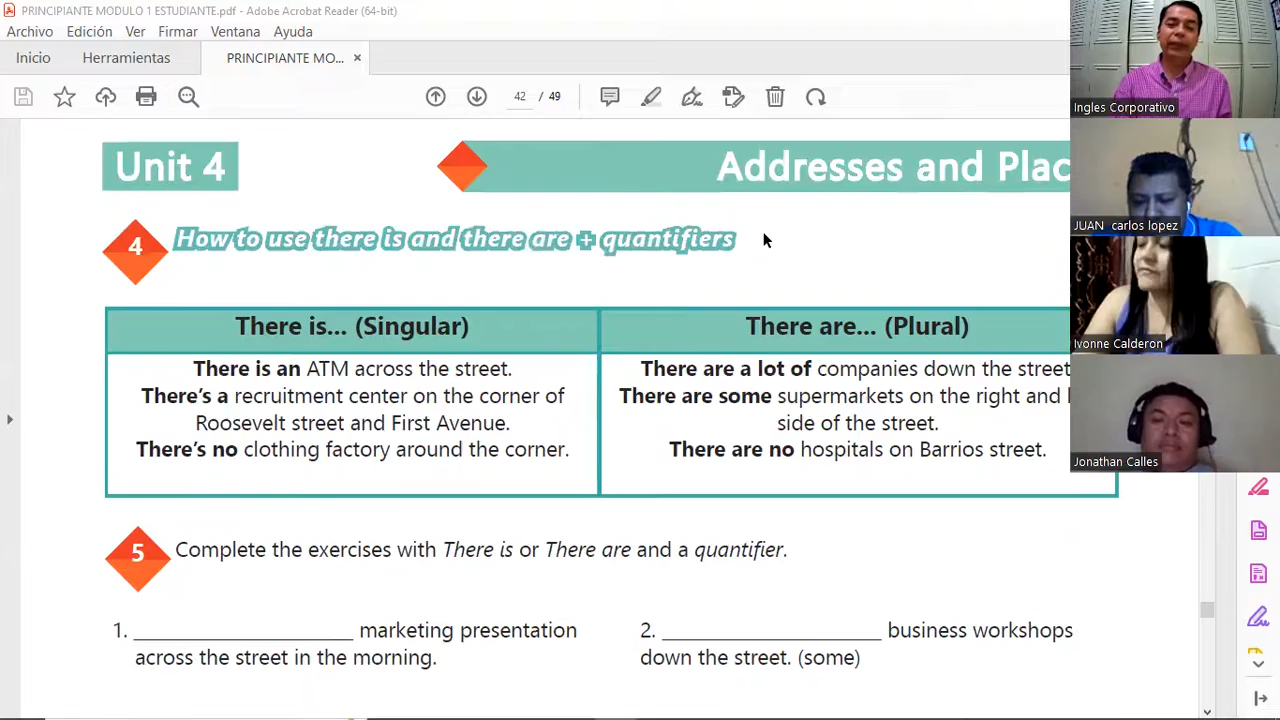 PRINCIPIANTE MODULO 1 ESTUDIANTE.pdf - Adobe Acrobat Reader (64-bit)
Archivo Edición Ver Firmar Ventana Ayuda
Inicio Herramientas PRINCIPIANTE MO... ×
42 / 49
Unit 4
Addresses and Plac
4 How to use there is and there are + quantifiers
There is... (Singular)
There is an ATM across the street.
There's a recruitment center on the corner of
Roosevelt street and First Avenue.
There's no clothing factory around the corner.
There are... (Plural)
There are a lot of companies down the street
There are some supermarkets on the right and
side of the street.
There are no hospitals on Barrios street.
5 Complete the exercises with There is or There are and a quantifier.
1. ____________________ marketing presentation
across the street in the morning.
2. ____________________ business workshops
down the street. (some)
Ingles Corporativo
JUAN carlos lopez
Ivonne Calderon
Jonathan Calles